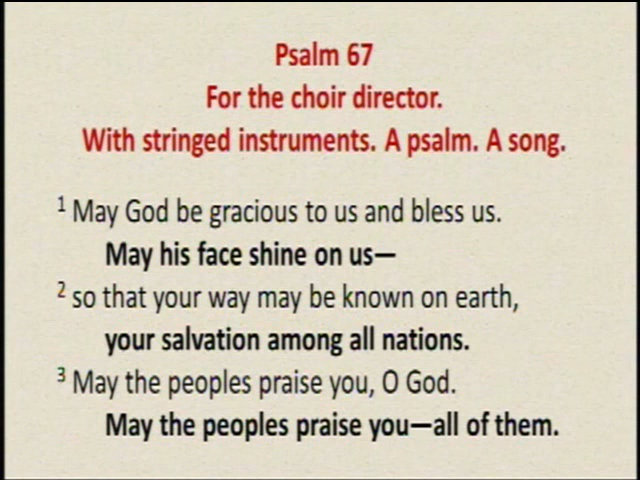 Psalm 67
For the choir director.
With stringed instruments. A psalm. A song.
1 May God be gracious to us and bless us.
May his face shine on us—
2 so that your way may be known on earth,
your salvation among all nations.
3 May the peoples praise you, O God.
May the peoples praise you—all of them.